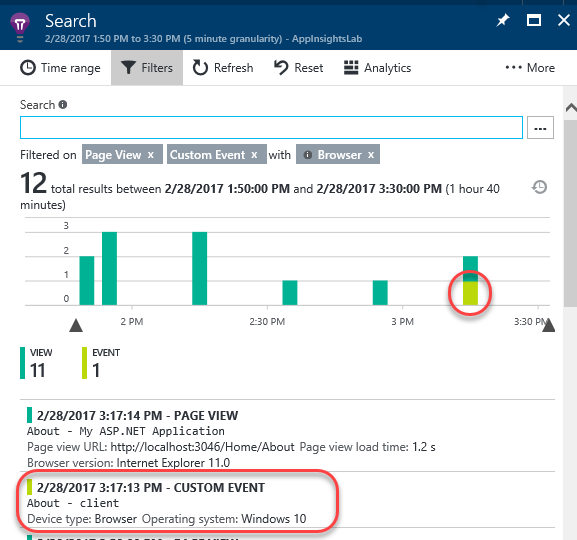 Search
2/28/2017 1:50 PM to 3:30 PM (5 minute granularity) - AppInsightsLab
Time range Filters Refresh Reset Analytics ··· More
Search
...
Filtered on Page View x Custom Event x with Browser x
12 total results between 2/28/2017 1:50:00 PM and 2/28/2017 3:30:00 PM (1 hour 40
minutes)
3
2
1
0
2 PM 2:30 PM 3 PM 3:30 PM
VIEW EVENT
11 1
2/28/2017 3:17:14 PM - PAGE VIEW
About - My ASP.NET Application
Page view URL: http://localhost:3046/Home/About Page view load time: 1.2 s
Browser version: Internet Explorer 11.0
2/28/2017 3:17:13 PM - CUSTOM EVENT
About - client
Device type: Browser Operating system: Windows 10